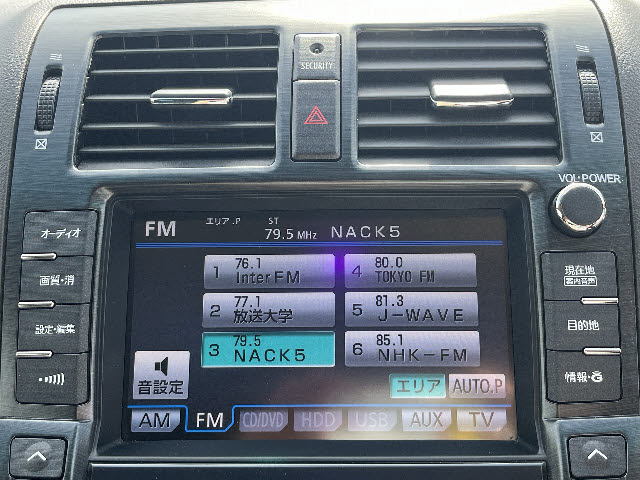 SECURITY
VOL・POWER
オーディオ
画質・消
設定・編集
現在地
案内音声
目的地
情報・G
FM エリア.P ST 79.5 MHz NACK5
1 76.1 InterFM
4 80.0 TOKYO FM
2 77.1 放送大学
5 81.3 J-WAVE
3 79.5 NACK5
6 85.1 NHK-FM
音設定
エリア AUTO.P
AM FM CD/DVD HDD USB AUX TV